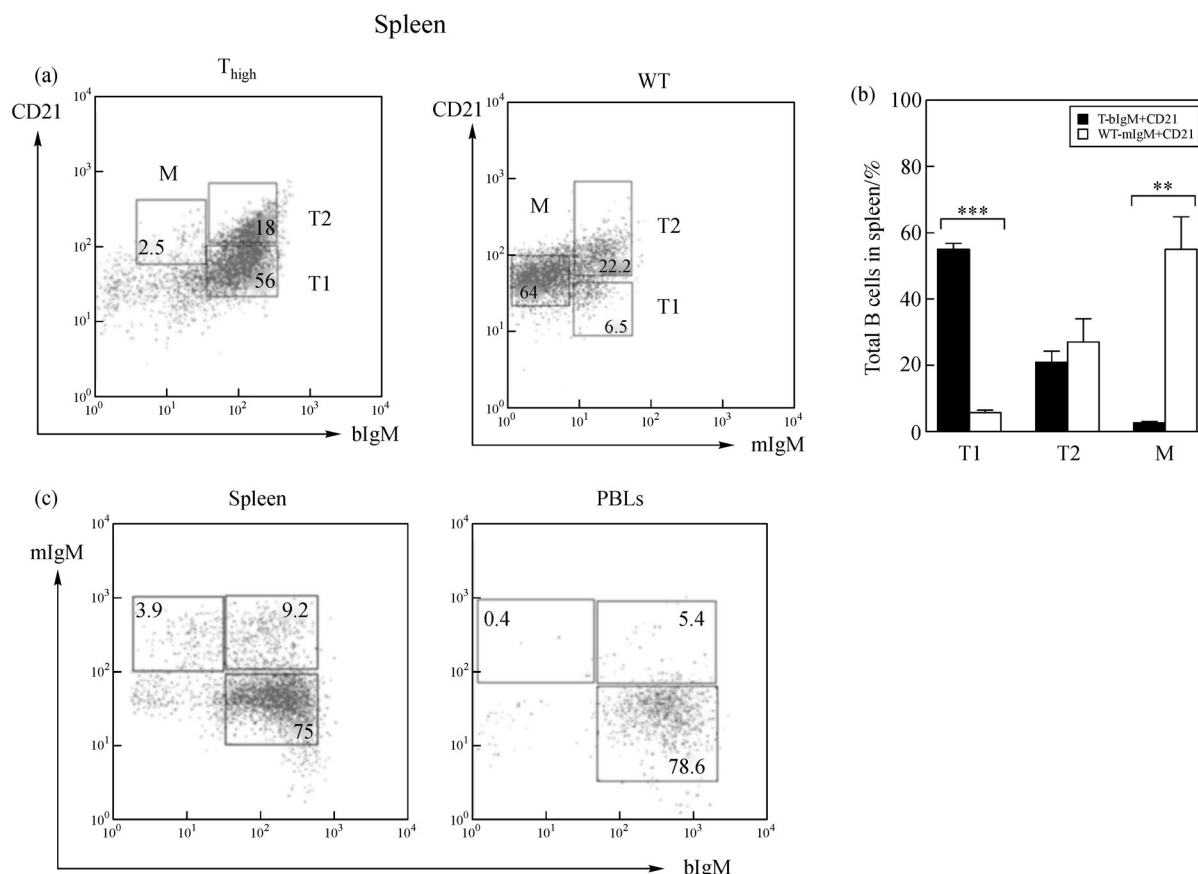 Spleen
(a)
T_high
CD21
10^4
10^3
10^2
10^1
10^0
M
2.5
18
T2
56
T1
10^0 10^1 10^2 10^3 10^4
bIgM
WT
CD21
10^4
10^3
10^2
10^1
10^0
M
T2
22.2
64
T1
6.5
10^0 10^1 10^2 10^3 10^4
mIgM
(b)
Total B cells in spleen/%
100
80
60
40
20
0
T-bIgM+CD21
WT-mIgM+CD21
***
**
T1 T2 M
(c)
Spleen
mIgM
10^4
10^3
10^2
10^1
10^0
3.9 9.2
75
10^0 10^1 10^2 10^3 10^4
PBLs
10^4
10^3
10^2
10^1
10^0
0.4 5.4
78.6
10^0 10^1 10^2 10^3 10^4
bIgM